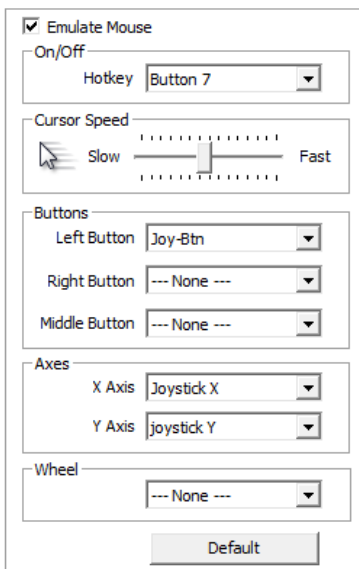 Emulate Mouse
On/Off
Hotkey Button 7
Cursor Speed
Slow Fast
Buttons
Left Button Joy-Btn
Right Button --- None ---
Middle Button --- None ---
Axes
X Axis Joystick X
Y Axis joystick Y
Wheel
--- None ---
Default